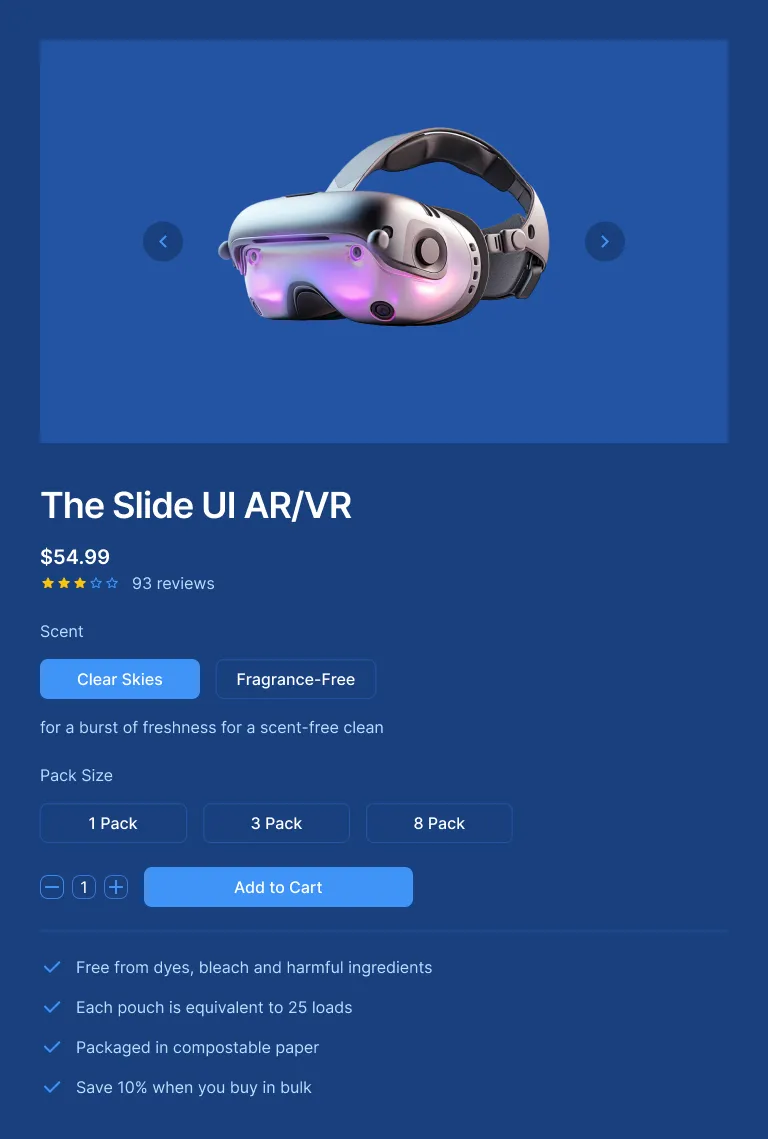 The Slide UI AR/VR
$54.99
93 reviews
Scent
Clear Skies
Fragrance-Free
for a burst of freshness for a scent-free clean
Pack Size
1 Pack
3 Pack
8 Pack
1
Add to Cart
Free from dyes, bleach and harmful ingredients
Each pouch is equivalent to 25 loads
Packaged in compostable paper
Save 10% when you buy in bulk